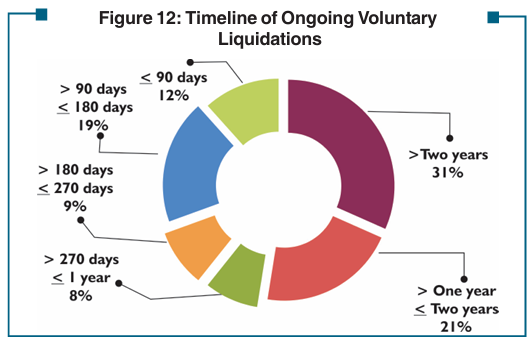 Figure 12: Timeline of Ongoing Voluntary
Liquidations
≤ 90 days
12%
> 90 days
≤ 180 days
19%
> 180 days
≤ 270 days
9%
> 270 days
≤ 1 year
8%
>Two years
31%
> One year
≤ Two years
21%